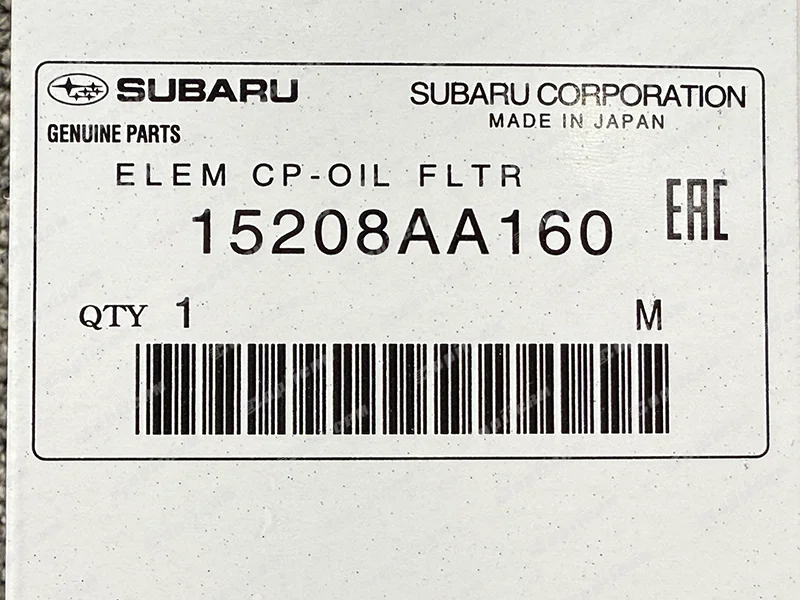 SUBARU
SUBARU CORPORATION
GENUINE PARTS
MADE IN JAPAN
ELEM CP-OIL FLTR
15208AA160
EAC
QTY 1
M